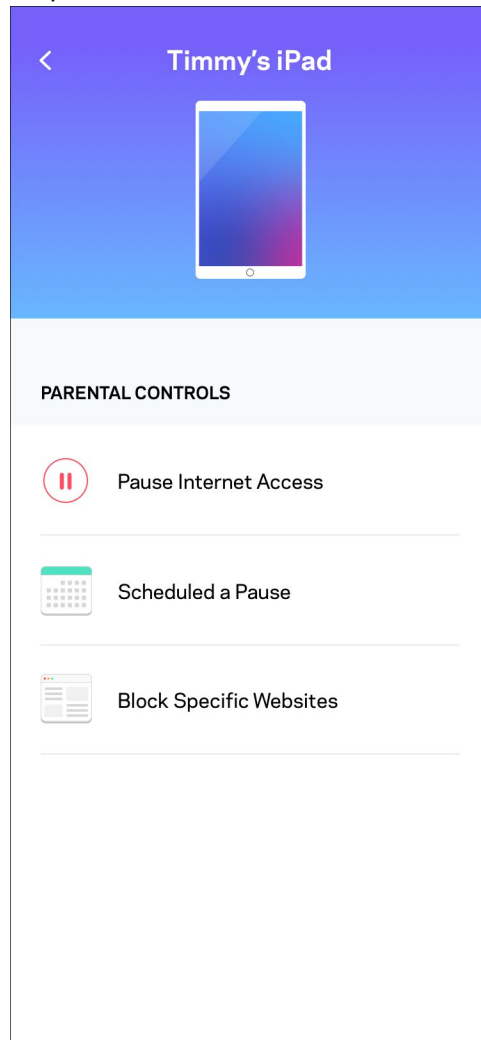 Timmy’s iPad
PARENTAL CONTROLS
Pause Internet Access
Scheduled a Pause
Block Specific Websites